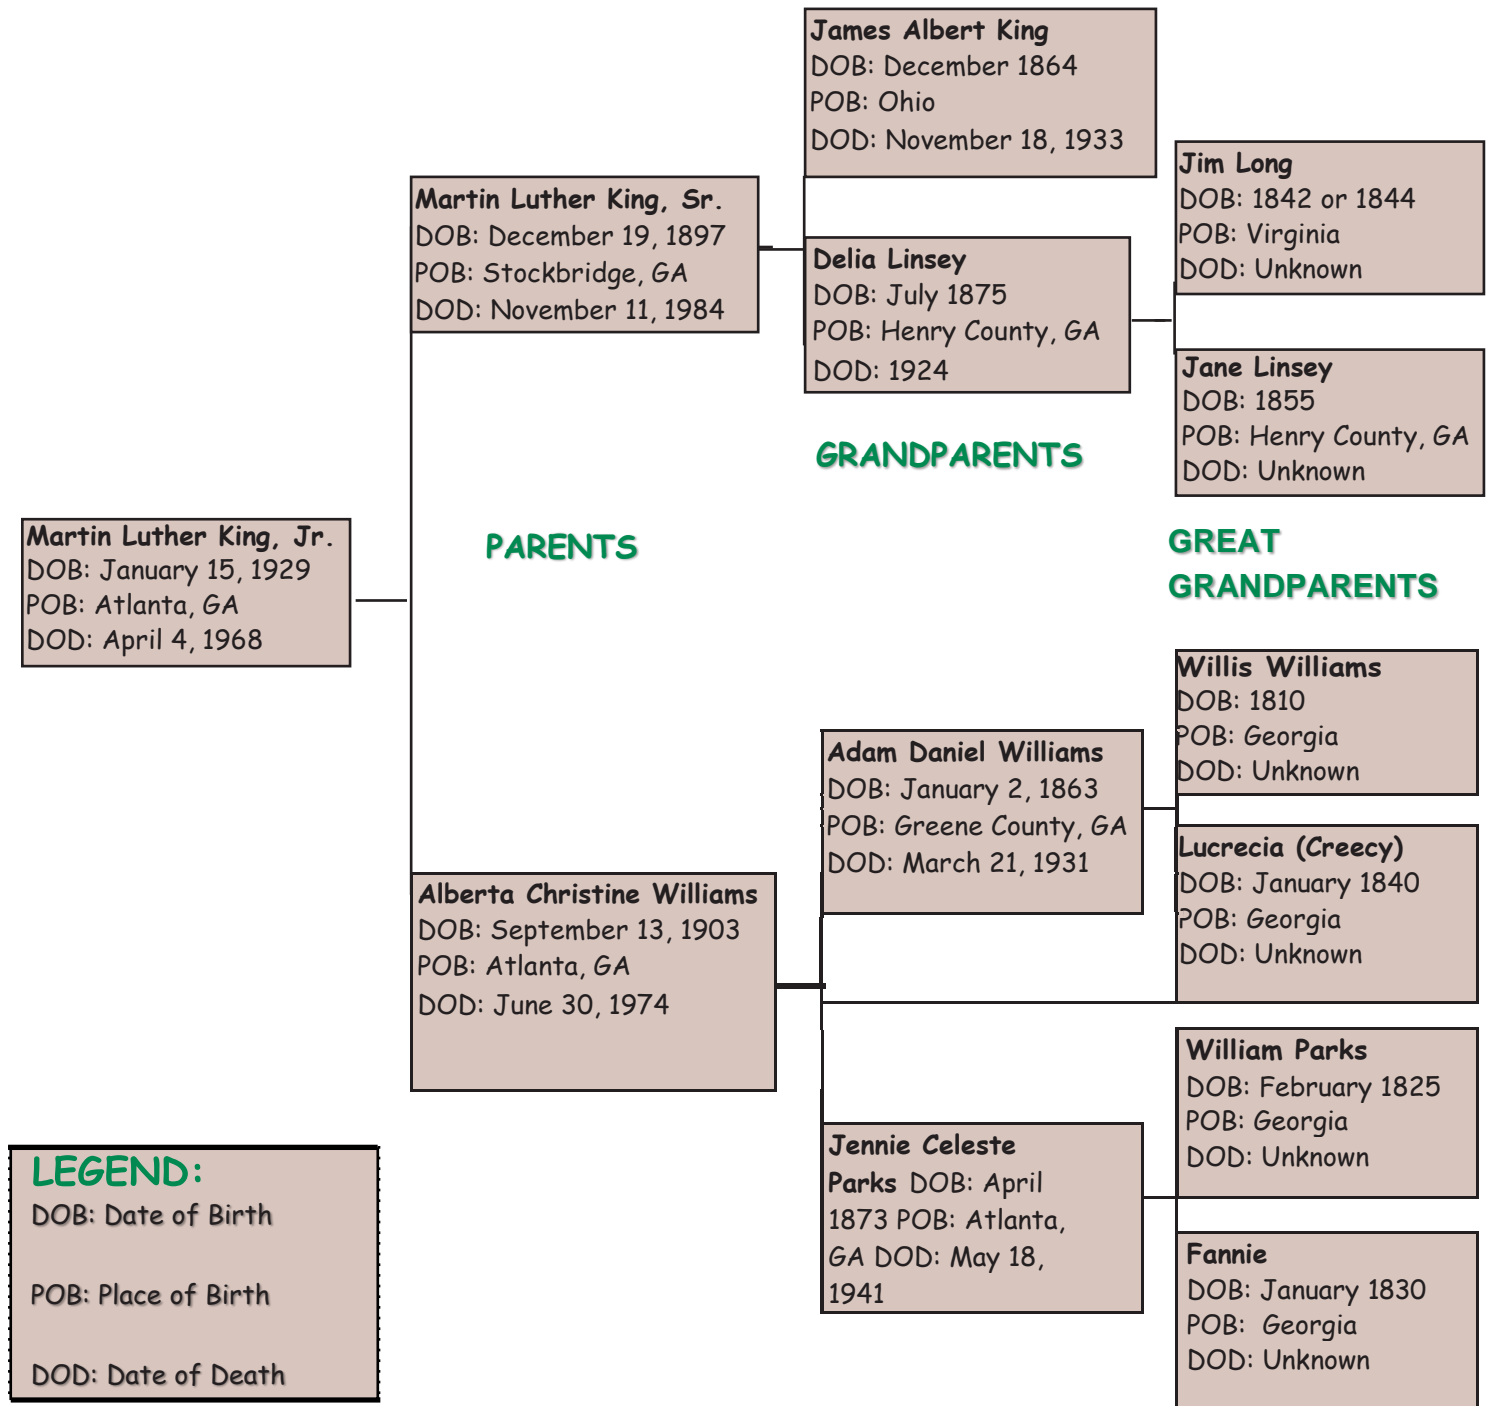 James Albert King
DOB: December 1864
POB: Ohio
DOD: November 18, 1933
Jim Long
DOB: 1842 or 1844
POB: Virginia
DOD: Unknown
Martin Luther King, Sr.
DOB: December 19, 1897
POB: Stockbridge, GA
DOD: November 11, 1984
Delia Linsey
DOB: July 1875
POB: Henry County, GA
DOD: 1924
Jane Linsey
DOB: 1855
POB: Henry County, GA
DOD: Unknown
GRANDPARENTS
Martin Luther King, Jr.
DOB: January 15, 1929
POB: Atlanta, GA
DOD: April 4, 1968
PARENTS
GREAT
GRANDPARENTS
Willis Williams
DOB: 1810
POB: Georgia
DOD: Unknown
Adam Daniel Williams
DOB: January 2, 1863
POB: Greene County, GA
DOD: March 21, 1931
Lucrecia (Creecy)
DOB: January 1840
POB: Georgia
DOD: Unknown
Alberta Christine Williams
DOB: September 13, 1903
POB: Atlanta, GA
DOD: June 30, 1974
William Parks
DOB: February 1825
POB: Georgia
DOD: Unknown
Jennie Celeste
Parks DOB: April
1873 POB: Atlanta,
GA DOD: May 18,
1941
Fannie
DOB: January 1830
POB: Georgia
DOD: Unknown
LEGEND:
DOB: Date of Birth
POB: Place of Birth
DOD: Date of Death